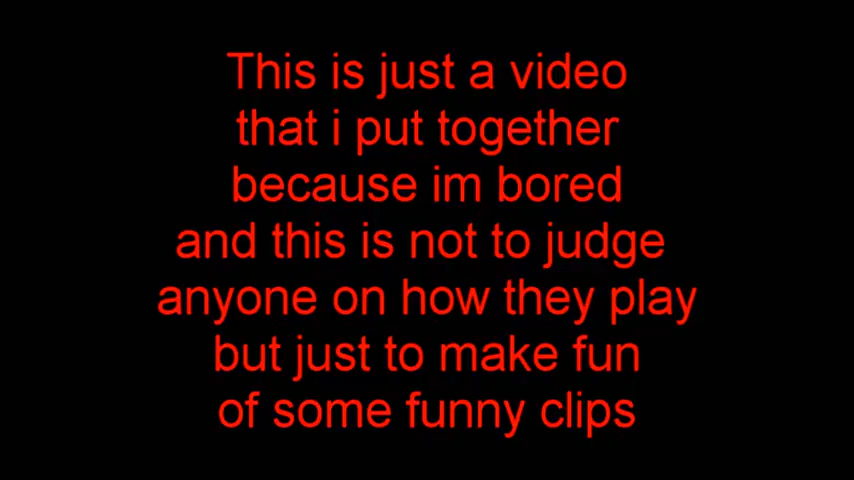 This is just a video
that i put together
because im bored
and this is not to judge
anyone on how they play
but just to make fun
of some funny clips